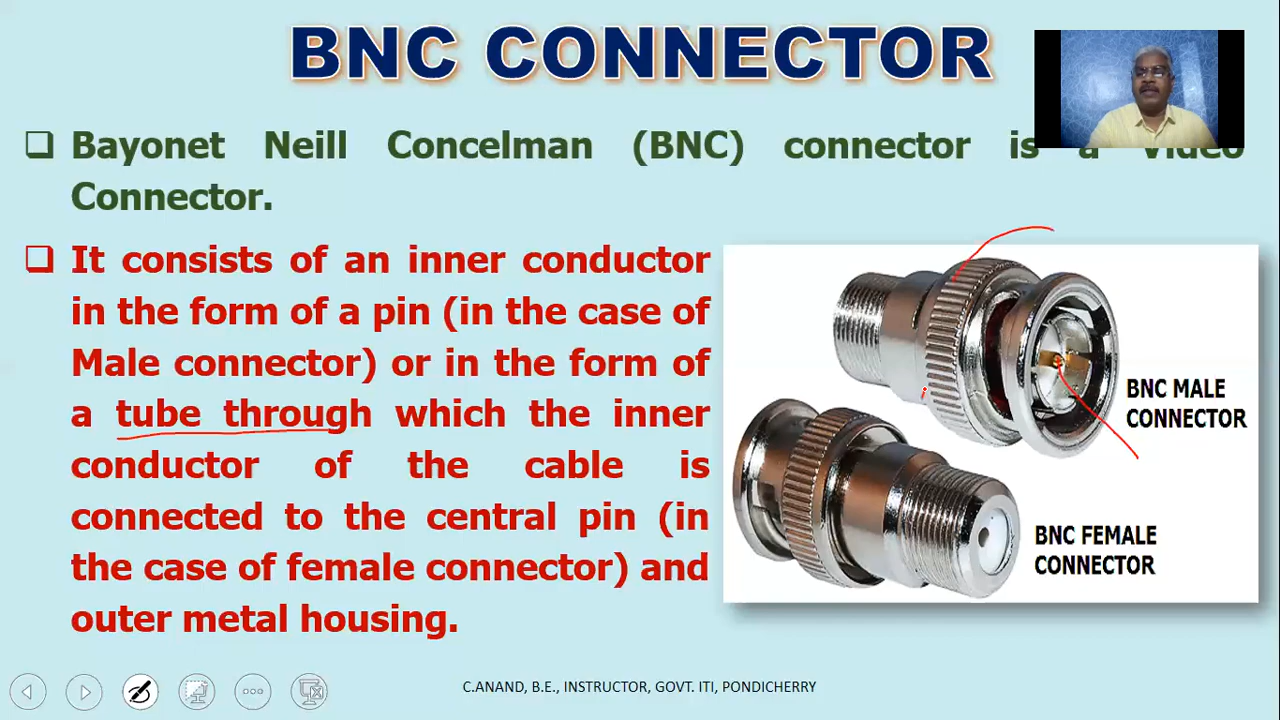 BNC CONNECTOR
❑ Bayonet Neill Concelman (BNC) connector is a Video
Connector.
❑ It consists of an inner conductor
in the form of a pin (in the case of
Male connector) or in the form of
a tube through which the inner
conductor of the cable is
connected to the central pin (in
the case of female connector) and
outer metal housing.
BNC MALE
CONNECTOR
BNC FEMALE
CONNECTOR
C.ANAND, B.E., INSTRUCTOR, GOVT. ITI, PONDICHERRY